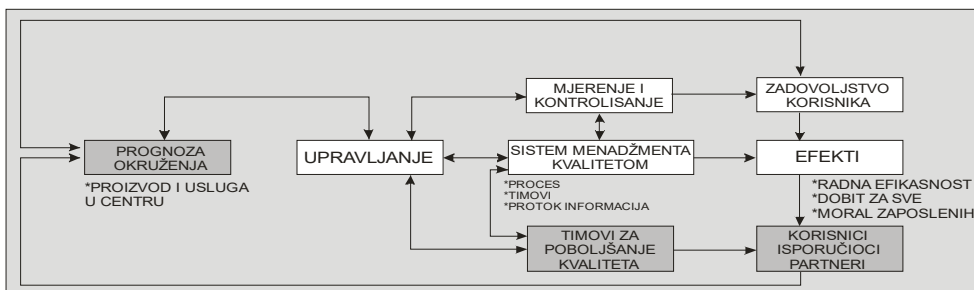 MJERENJE I
KONTROLISANJE
ZADOVOLJSTVO
KORISNIKA
PROGNOZA
OKRUŽENJA
*PROIZVOD I USLUGA
U CENTRU
UPRAVLJANJE
SISTEM MENADŽMENTA
KVALITETOM
*PROCES
*TIMOVI
*PROTOK INFORMACIJA
EFEKTI
*RADNA EFIKASNOST
*DOBIT ZA SVE
*MORAL ZAPOSLENIH
TIMOVI ZA
POBOLJŠANJE
KVALITETA
KORISNICI
ISPORUČIOCI
PARTNERI